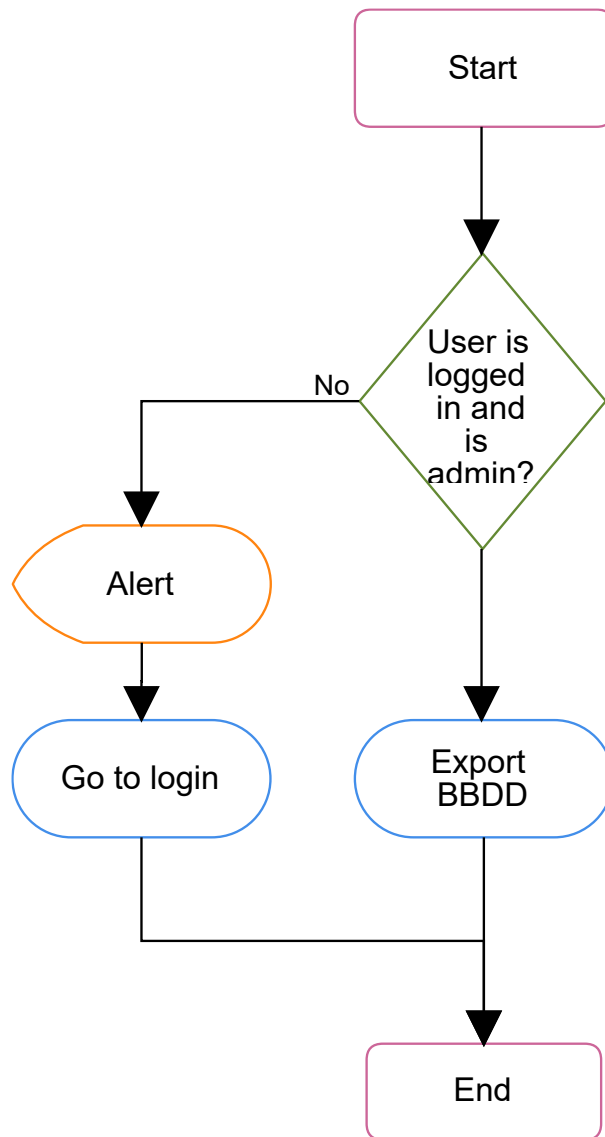 Start
User is
logged
in and
is
admin?
No
Alert
Go to login
Export
BBDD
End